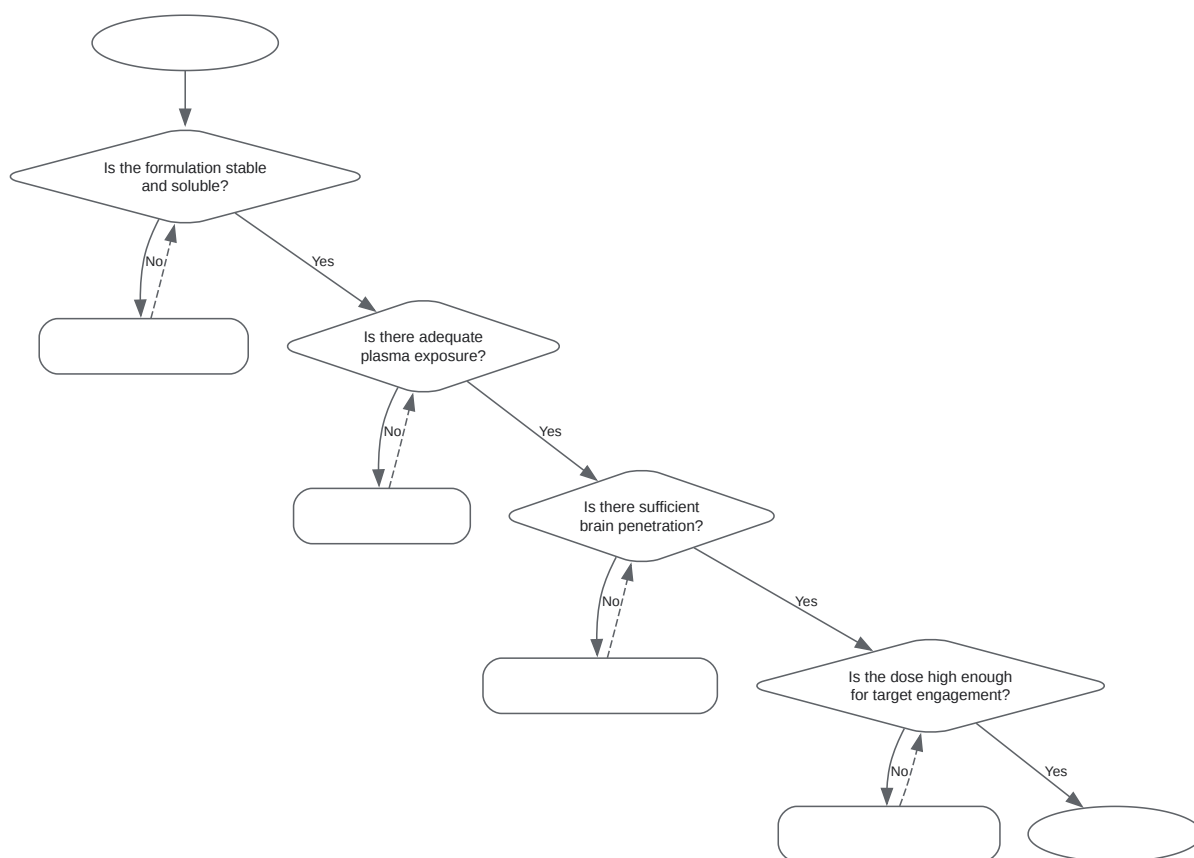 Is the formulation stable
and soluble?
No
Yes
Is there adequate
plasma exposure?
No
Yes
Is there sufficient
brain penetration?
No
Yes
Is the dose high enough
for target engagement?
No
Yes